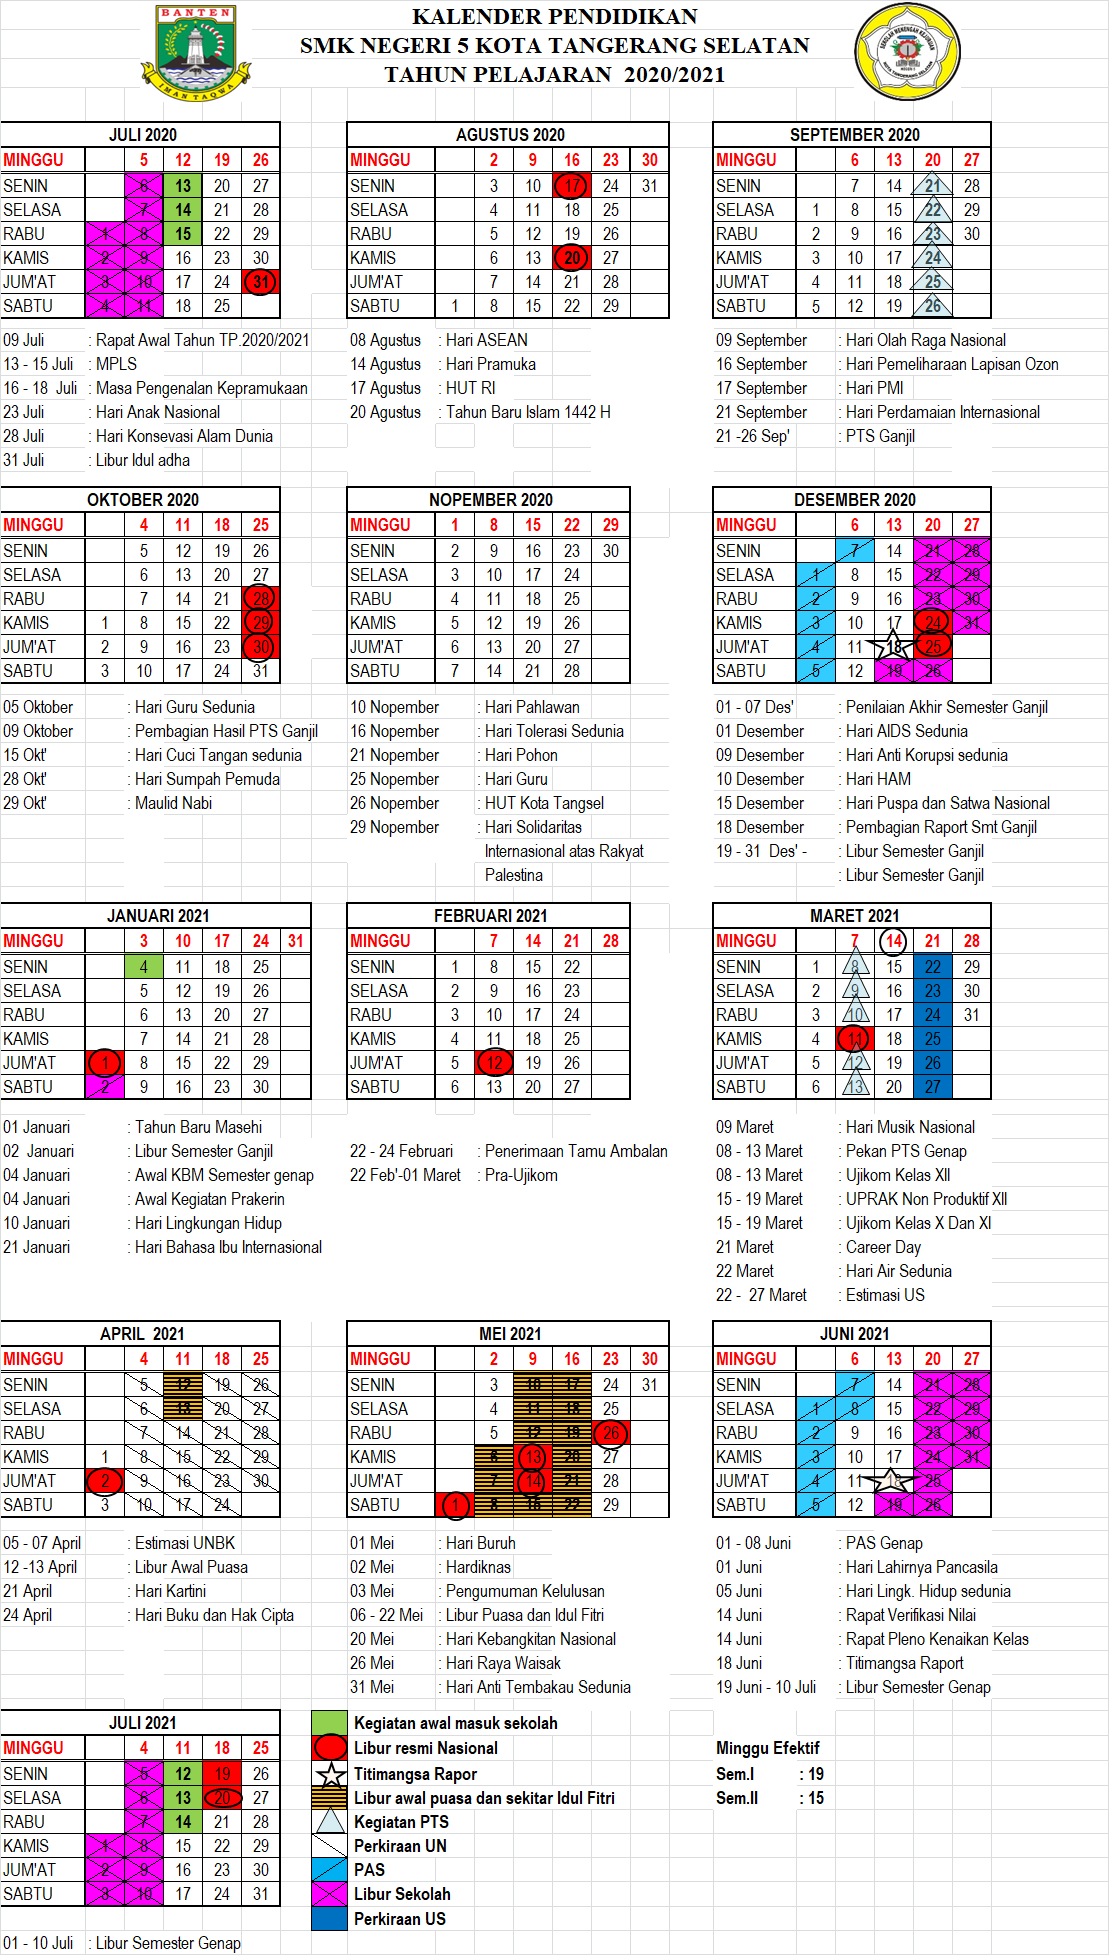 BANTEN
IMAN TAQWA
KALENDER PENDIDIKAN
SMK NEGERI 5 KOTA TANGERANG SELATAN
TAHUN PELAJARAN 2020/2021
JULI 2020
MINGGU 5 12 19 26
SENIN 6 13 20 27
SELASA 7 14 21 28
RABU 1 8 15 22 29
KAMIS 2 9 16 23 30
JUM'AT 3 10 17 24 31
SABTU 4 11 18 25
09 Juli : Rapat Awal Tahun TP.2020/2021
13 - 15 Juli : MPLS
16 - 18 Juli : Masa Pengenalan Kepramukaan
23 Juli : Hari Anak Nasional
28 Juli : Hari Konsevasi Alam Dunia
31 Juli : Libur Idul adha
AGUSTUS 2020
MINGGU 2 9 16 23 30
SENIN 3 10 17 24 31
SELASA 4 11 18 25
RABU 5 12 19 26
KAMIS 6 13 20 27
JUM'AT 7 14 21 28
SABTU 1 8 15 22 29
08 Agustus : Hari ASEAN
14 Agustus : Hari Pramuka
17 Agustus : HUT RI
20 Agustus : Tahun Baru Islam 1442 H
SEPTEMBER 2020
MINGGU 6 13 20 27
SENIN 7 14 21 28
SELASA 1 8 15 22 29
RABU 2 9 16 23 30
KAMIS 3 10 17 24
JUM'AT 4 11 18 25
SABTU 5 12 19 26
09 September : Hari Olah Raga Nasional
16 September : Hari Pemeliharaan Lapisan Ozon
17 September : Hari PMI
21 September : Hari Perdamaian Internasional
21 -26 Sep' : PTS Ganjil
OKTOBER 2020
MINGGU 4 11 18 25
SENIN 5 12 19 26
SELASA 6 13 20 27
RABU 7 14 21 28
KAMIS 1 8 15 22 29
JUM'AT 2 9 16 23 30
SABTU 3 10 17 24 31
05 Oktober : Hari Guru Sedunia
09 Oktober : Pembagian Hasil PTS Ganjil
15 Okt' : Hari Cuci Tangan sedunia
28 Okt' : Hari Sumpah Pemuda
29 Okt' : Maulid Nabi
NOPEMBER 2020
MINGGU 1 8 15 22 29
SENIN 2 9 16 23 30
SELASA 3 10 17 24
RABU 4 11 18 25
KAMIS 5 12 19 26
JUM'AT 6 13 20 27
SABTU 7 14 21 28
10 Nopember : Hari Pahlawan
16 Nopember : Hari Tolerasi Sedunia
21 Nopember : Hari Pohon
25 Nopember : Hari Guru
26 Nopember : HUT Kota Tangsel
29 Nopember : Hari Solidaritas
Internasional atas Rakyat
Palestina
DESEMBER 2020
MINGGU 6 13 20 27
SENIN 7 14 21 28
SELASA 1 8 15 22 29
RABU 2 9 16 23 30
KAMIS 3 10 17 24 31
JUM'AT 4 11 18 25
SABTU 5 12 19 26
01 - 07 Des' : Penilaian Akhir Semester Ganjil
01 Desember : Hari AIDS Sedunia
09 Desember : Hari Anti Korupsi sedunia
10 Desember : Hari HAM
15 Desember : Hari Puspa dan Satwa Nasional
18 Desember : Pembagian Raport Smt Ganjil
19 - 31 Des' - : Libur Semester Ganjil
: Libur Semester Ganjil
JANUARI 2021
MINGGU 3 10 17 24 31
SENIN 4 11 18 25
SELASA 5 12 19 26
RABU 6 13 20 27
KAMIS 7 14 21 28
JUM'AT 1 8 15 22 29
SABTU 2 9 16 23 30
01 Januari : Tahun Baru Masehi
02 Januari : Libur Semester Ganjil
04 Januari : Awal KBM Semester genap
04 Januari : Awal Kegiatan Prakerin
10 Januari : Hari Lingkungan Hidup
21 Januari : Hari Bahasa Ibu Internasional
FEBRUARI 2021
MINGGU 7 14 21 28
SENIN 1 8 15 22
SELASA 2 9 16 23
RABU 3 10 17 24
KAMIS 4 11 18 25
JUM'AT 5 12 19 26
SABTU 6 13 20 27
22 - 24 Februari : Penerimaan Tamu Ambalan
22 Feb'-01 Maret : Pra-Ujikom
MARET 2021
MINGGU 7 14 21 28
SENIN 1 8 15 22 29
SELASA 2 9 16 23 30
RABU 3 10 17 24 31
KAMIS 4 11 18 25
JUM'AT 5 12 19 26
SABTU 6 13 20 27
09 Maret : Hari Musik Nasional
08 - 13 Maret : Pekan PTS Genap
08 - 13 Maret : Ujikom Kelas XII
15 - 19 Maret : UPRAK Non Produktif XII
15 - 19 Maret : Ujikom Kelas X Dan XI
21 Maret : Career Day
22 Maret : Hari Air Sedunia
22 - 27 Maret : Estimasi US
APRIL 2021
MINGGU 4 11 18 25
SENIN 5 12 19 26
SELASA 6 13 20 27
RABU 7 14 21 28
KAMIS 1 8 15 22 29
JUM'AT 2 9 16 23 30
SABTU 3 10 17 24
05 - 07 April : Estimasi UNBK
12 -13 April : Libur Awal Puasa
21 April : Hari Kartini
24 April : Hari Buku dan Hak Cipta
MEI 2021
MINGGU 2 9 16 23 30
SENIN 3 10 17 24 31
SELASA 4 11 18 25
RABU 5 12 19 26
KAMIS 6 13 20 27
JUM'AT 7 14 21 28
SABTU 1 8 15 22 29
01 Mei : Hari Buruh
02 Mei : Hardiknas
03 Mei : Pengumuman Kelulusan
06 - 22 Mei : Libur Puasa dan Idul Fitri
20 Mei : Hari Kebangkitan Nasional
26 Mei : Hari Raya Waisak
31 Mei : Hari Anti Tembakau Sedunia
JUNI 2021
MINGGU 6 13 20 27
SENIN 7 14 21 28
SELASA 1 8 15 22 29
RABU 2 9 16 23 30
KAMIS 3 10 17 24 31
JUM'AT 4 11 18 25
SABTU 5 12 19 26
01 - 08 Juni : PAS Genap
01 Juni : Hari Lahirnya Pancasila
05 Juni : Hari Lingk. Hidup sedunia
14 Juni : Rapat Verifikasi Nilai
14 Juni : Rapat Pleno Kenaikan Kelas
18 Juni : Titimangsa Raport
19 Juni - 10 Juli : Libur Semester Genap
JULI 2021
MINGGU 4 11 18 25
SENIN 5 12 19 26
SELASA 6 13 20 27
RABU 7 14 21 28
KAMIS 1 8 15 22 29
JUM'AT 2 9 16 23 30
SABTU 3 10 17 24 31
01 - 10 Juli : Libur Semester Genap
Kegiatan awal masuk sekolah
Libur resmi Nasional
Titimangsa Rapor
Libur awal puasa dan sekitar Idul Fitri
Kegiatan PTS
Perkiraan UN
PAS
Libur Sekolah
Perkiraan US
Minggu Efektif
Sem.I : 19
Sem.II : 15